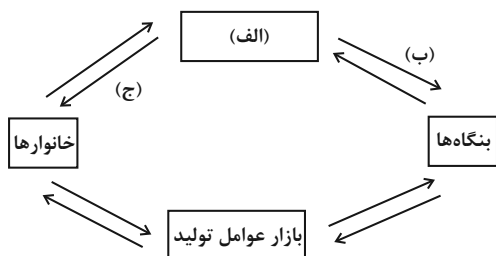 (الف)
(ب)
(ج)
خانوارها
بنگاه‌ها
بازار عوامل تولید